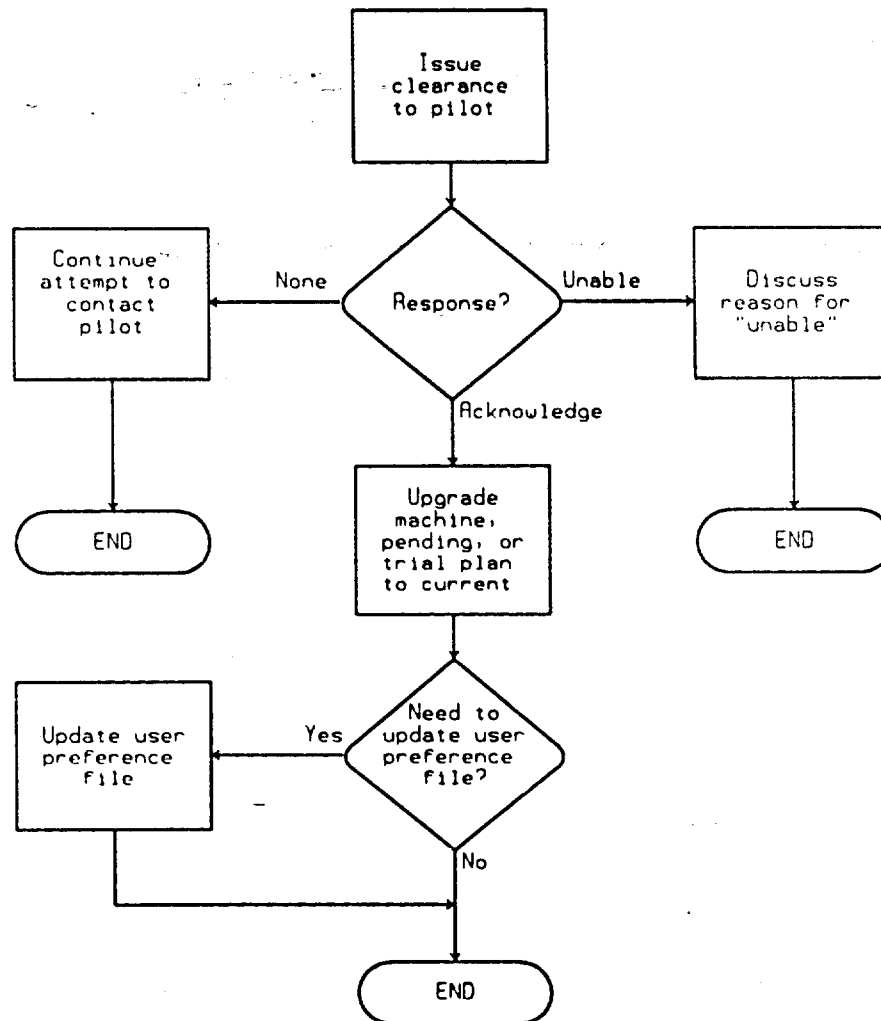 Issue
clearance
to pilot
Continue
attempt to
contact
pilot
None
Response?
Unable
Discuss
reason for
"unable"
Acknowledge
END
Upgrade
machine,
pending, or
trial plan
to current
END
Update user
preference
file
Yes
Need to
update user
preference
file?
No
END